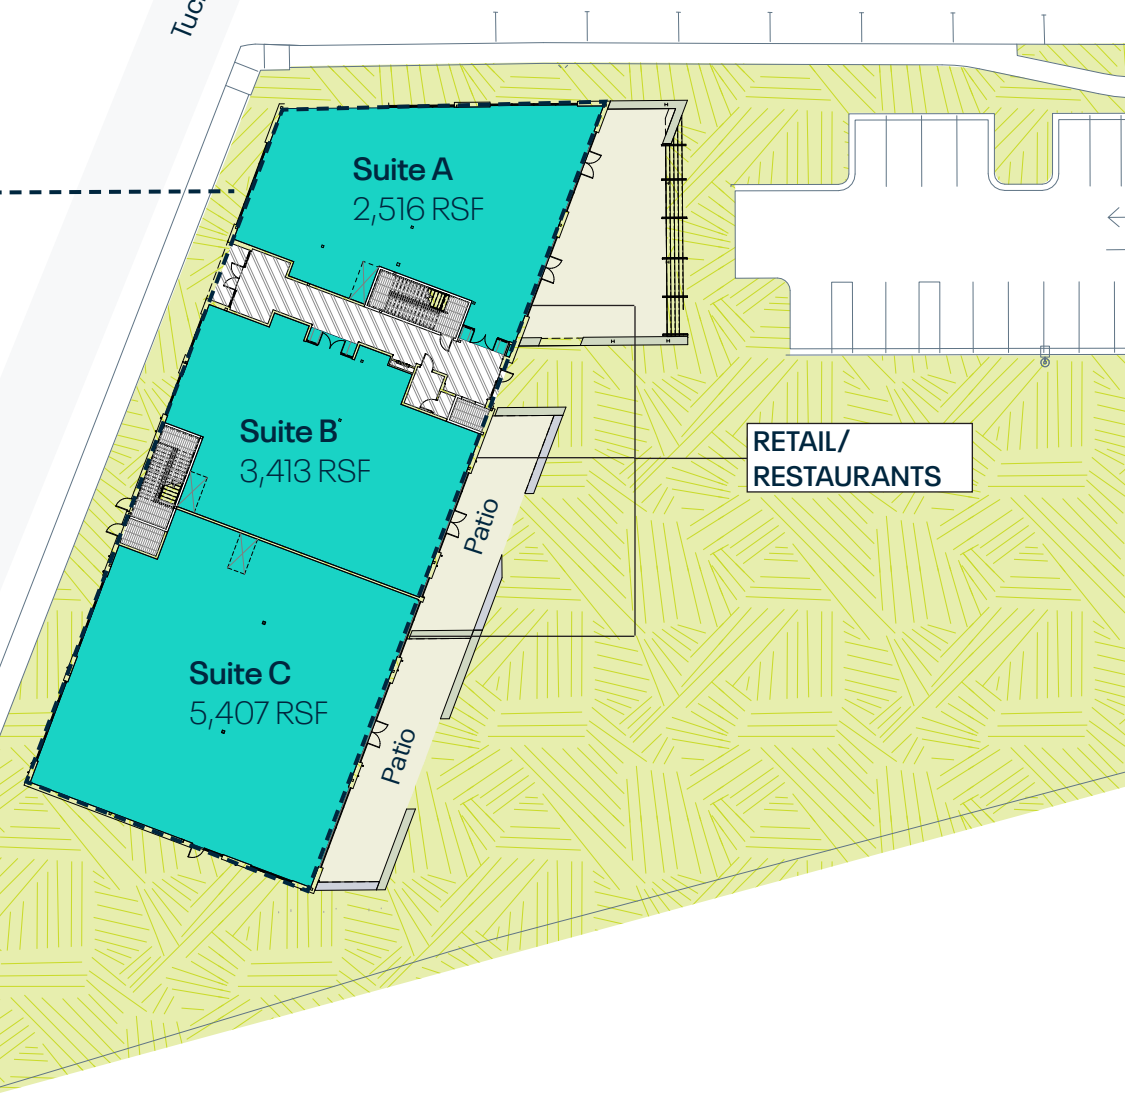 Suite A
2,516 RSF
Suite B
3,413 RSF
RETAIL/
RESTAURANTS
Patio
Suite C
5,407 RSF
Patio